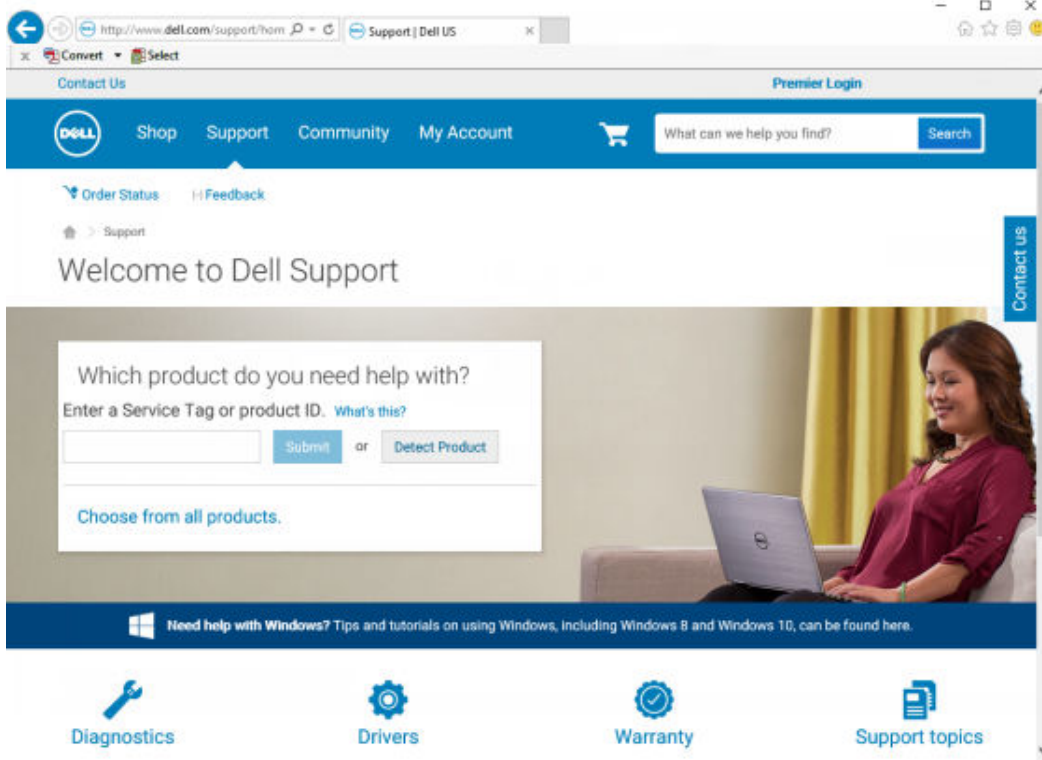 http://www.dell.com/support/hom
Support | Dell US
x Convert Select
Contact Us
Premier Login
DELL
Shop Support Community My Account
What can we help you find? Search
Order Status Feedback
Support
Contact us
Welcome to Dell Support
Which product do you need help with?
Enter a Service Tag or product ID. What's this?
Submit or Detect Product
Choose from all products.
Need help with Windows? Tips and tutorials on using Windows, including Windows 8 and Windows 10, can be found here.
Diagnostics Drivers Warranty Support topics